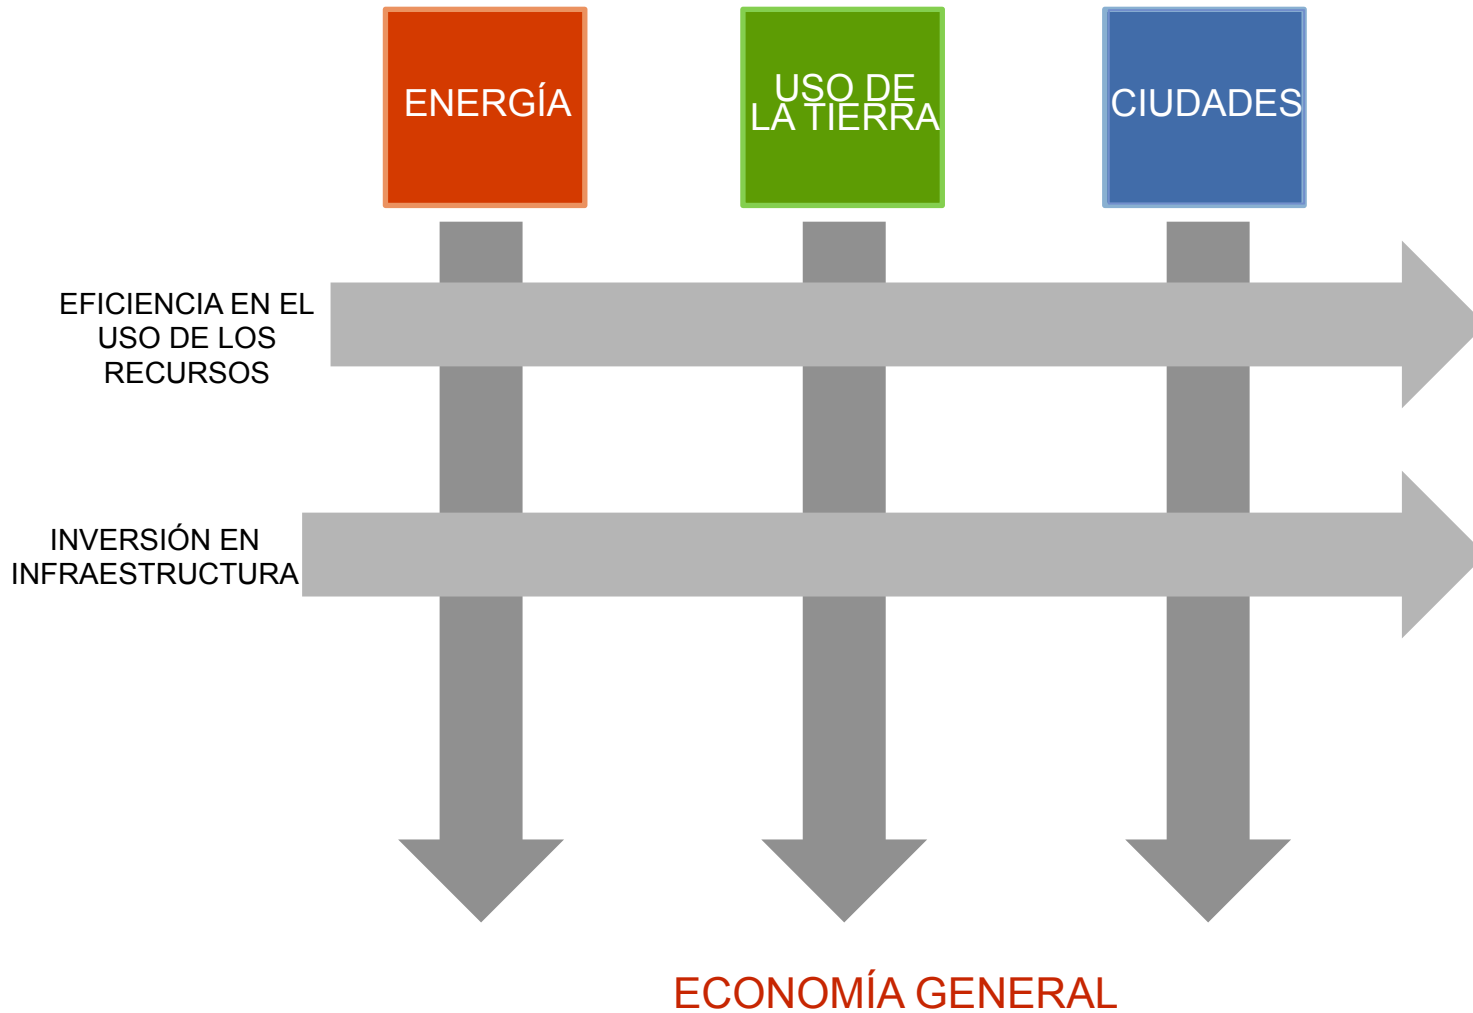 ENERGÍA
USO DE
LA TIERRA
CIUDADES
EFICIENCIA EN EL
USO DE LOS
RECURSOS
INVERSIÓN EN
INFRAESTRUCTURA
ECONOMÍA GENERAL